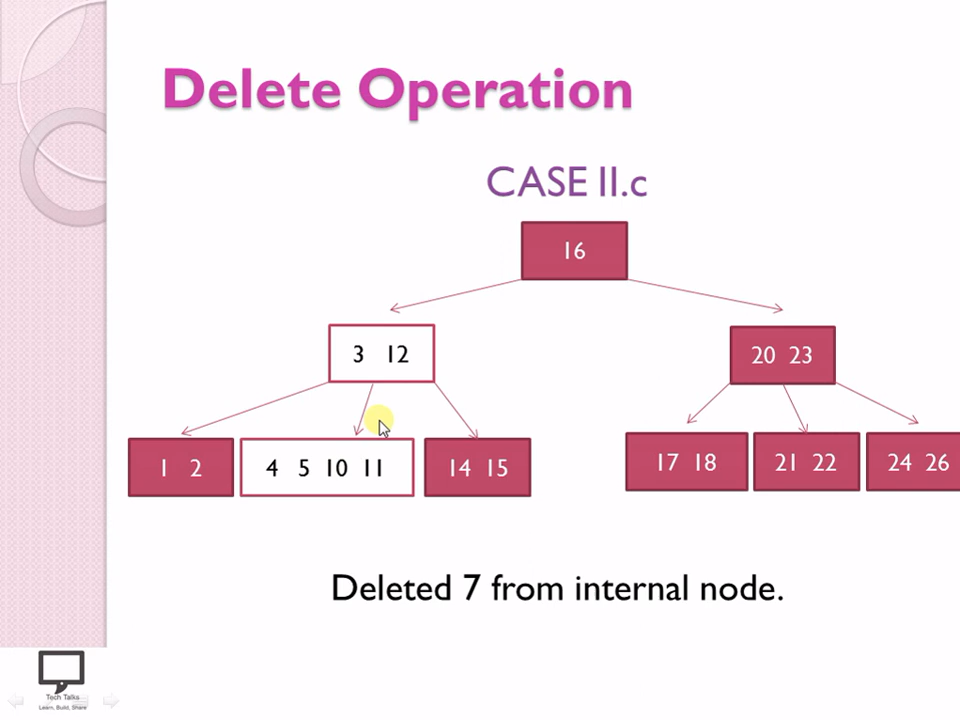 Delete Operation
CASE II.c
16
3 12
20 23
1 2
4 5 10 11
14 15
17 18
21 22
24 26
Deleted 7 from internal node.
Tech Talks
Learn, Build, Share